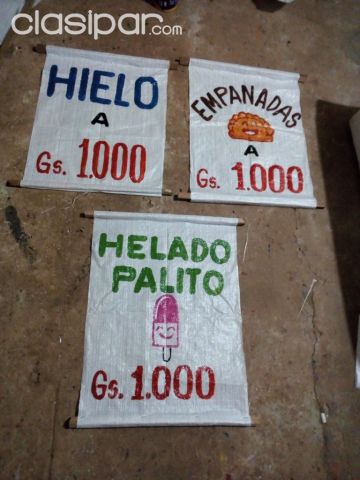 clasipar.com
HIELO
A
Gs. 1.000
EMPANADAS
A
Gs. 1.000
HELADO
PALITO
Gs. 1.000